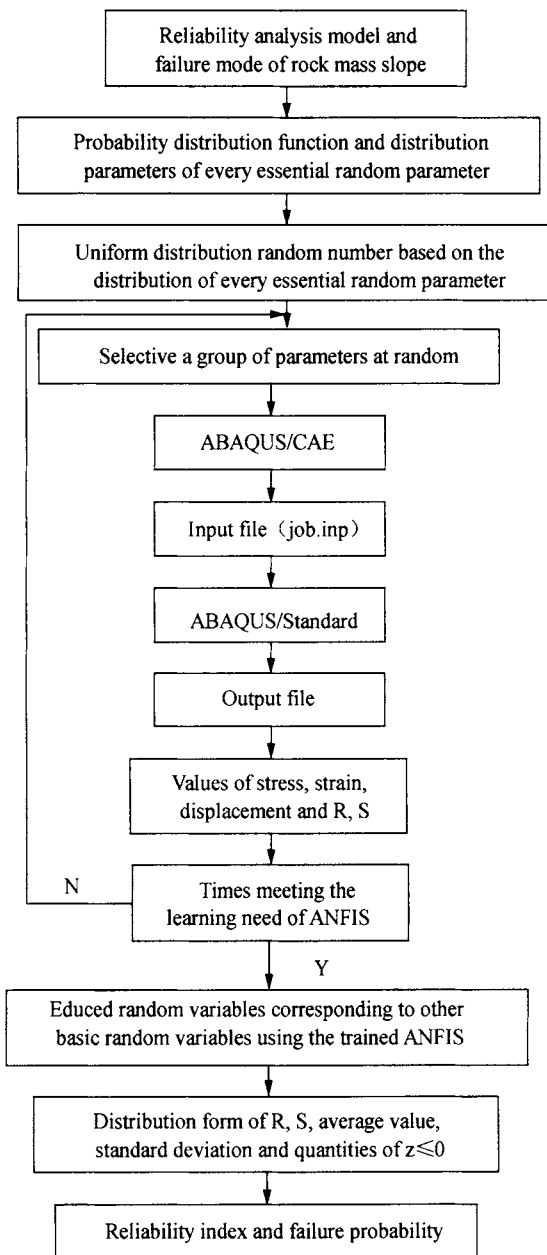 Reliability analysis model and
failure mode of rock mass slope
Probability distribution function and distribution
parameters of every essential random parameter
Uniform distribution random number based on the
distribution of every essential random parameter
Selective a group of parameters at random
ABAQUS/CAE
Input file（job.inp）
ABAQUS/Standard
Output file
Values of stress, strain,
displacement and R, S
N
Times meeting the
learning need of ANFIS
Y
Educed random variables corresponding to other
basic random variables using the trained ANFIS
Distribution form of R, S, average value,
standard deviation and quantities of z≤0
Reliability index and failure probability